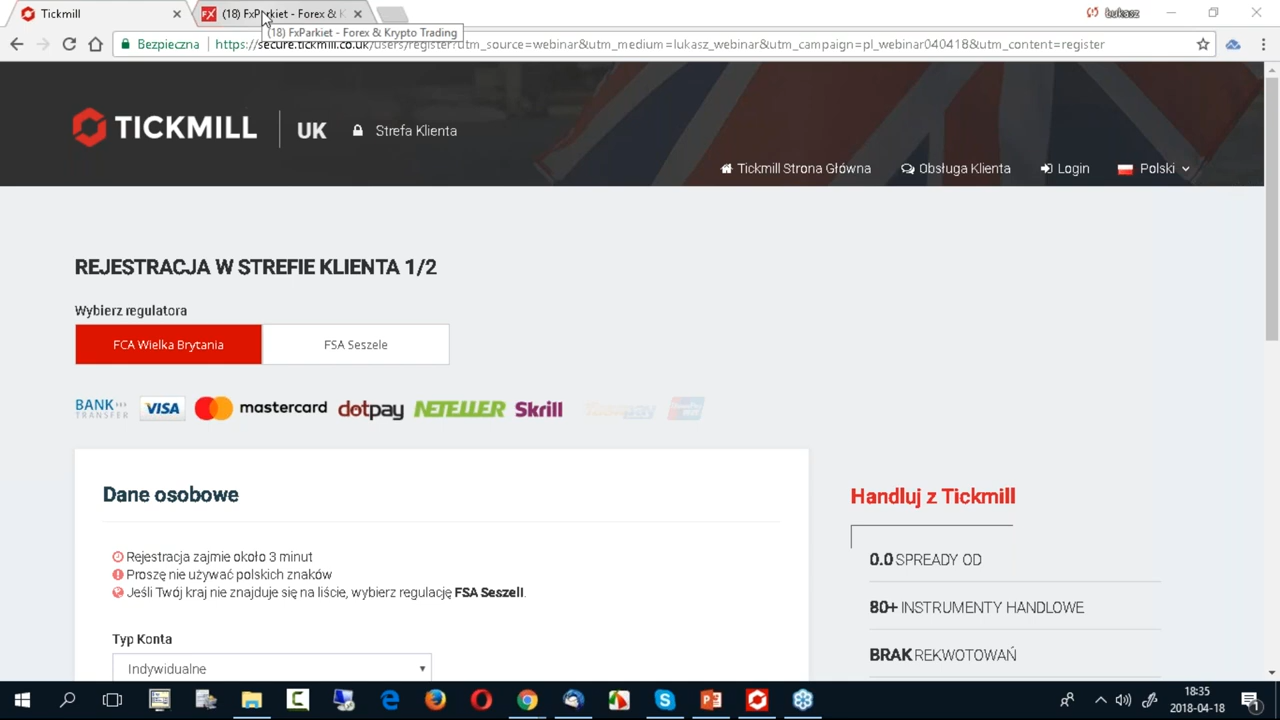 Tickmill
(18) FxParkiet - Forex & K
łukasz
(18) FxParkiet - Forex & Krypto Trading
Bezpieczna
https://secure.tickmill.co.uk/users/register?utm_source=webinar&utm_medium=lukasz_webinar&utm_campaign=pl_webinar040418&utm_content=register
TICKMILL UK Strefa Klienta
Tickmill Strona Główna Obsługa Klienta Login Polski
REJESTRACJA W STREFIE KLIENTA 1/2
Wybierz regulatora
FCA Wielka Brytania FSA Seszele
BANK TRANSFER VISA mastercard dotpay NETELLER Skrill
Dane osobowe
Rejestracja zajmie około 3 minut
Proszę nie używać polskich znaków
Jeśli Twój kraj nie znajduje się na liście, wybierz regulację FSA Seszeli.
Typ Konta
Indywidualne
Handluj z Tickmill
0.0 SPREADY OD
80+ INSTRUMENTY HANDLOWE
BRAK REKWOTOWAŃ
18:35
2018-04-18